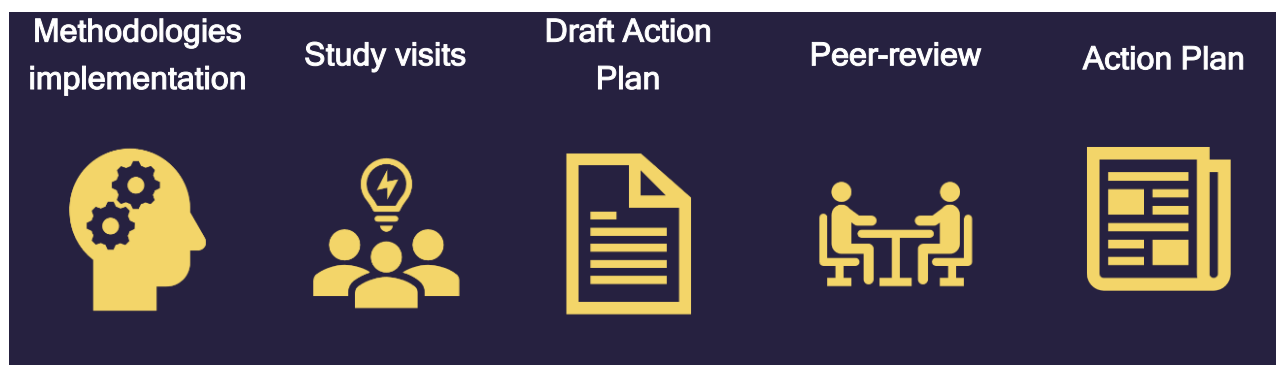 Methodologies
implementation
Study visits
Draft Action
Plan
Peer-review
Action Plan